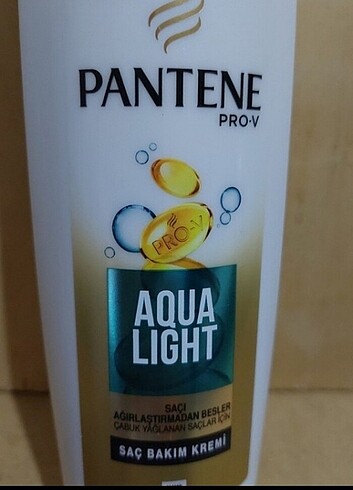 PANTENE
PRO-V
PRO-V
AQUA
LIGHT
SAÇI
AĞIRLAŞTIRMADAN BESLER
ÇABUK YAĞLANAN SAÇLAR İÇİN
SAÇ BAKIM KREMİ